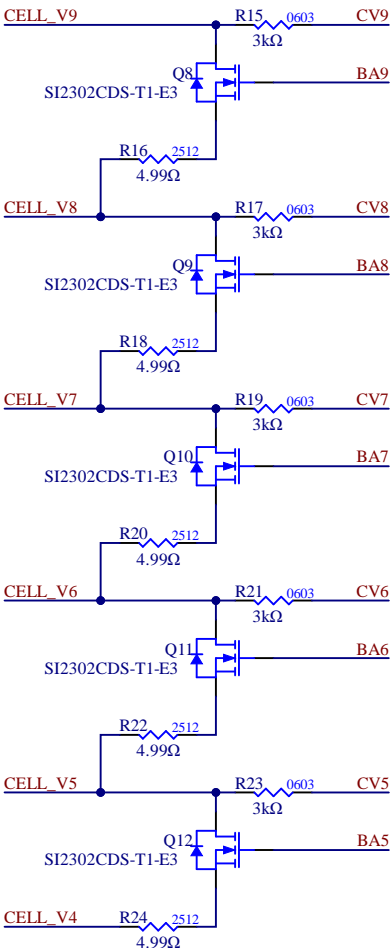 CELL_V9 R15 0603 CV9
3kΩ
Q8 BA9
SI2302CDS-T1-E3
R16 2512
4.99Ω
CELL_V8 R17 0603 CV8
3kΩ
Q9 BA8
SI2302CDS-T1-E3
R18 2512
4.99Ω
CELL_V7 R19 0603 CV7
3kΩ
Q10 BA7
SI2302CDS-T1-E3
R20 2512
4.99Ω
CELL_V6 R21 0603 CV6
3kΩ
Q11 BA6
SI2302CDS-T1-E3
R22 2512
4.99Ω
CELL_V5 R23 0603 CV5
3kΩ
Q12 BA5
SI2302CDS-T1-E3
CELL_V4 R24 2512
4.99Ω